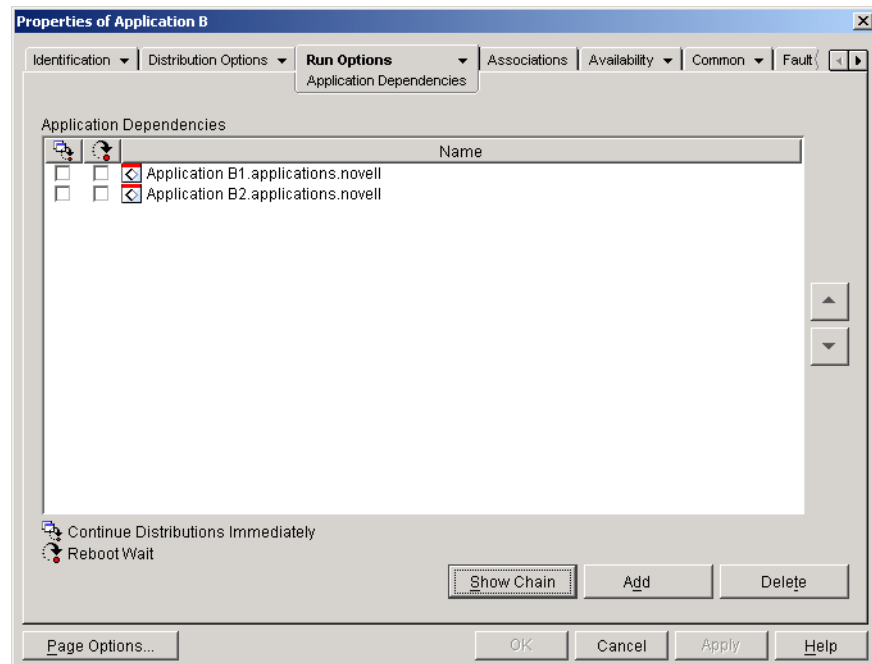 Properties of Application B
Identification Distribution Options Run Options Associations Availability Common Fault
Application Dependencies
Application Dependencies
Name
Application B1.applications.novell
Application B2.applications.novell
Continue Distributions Immediately
Reboot Wait
Show Chain Add Delete
Page Options... OK Cancel Apply Help